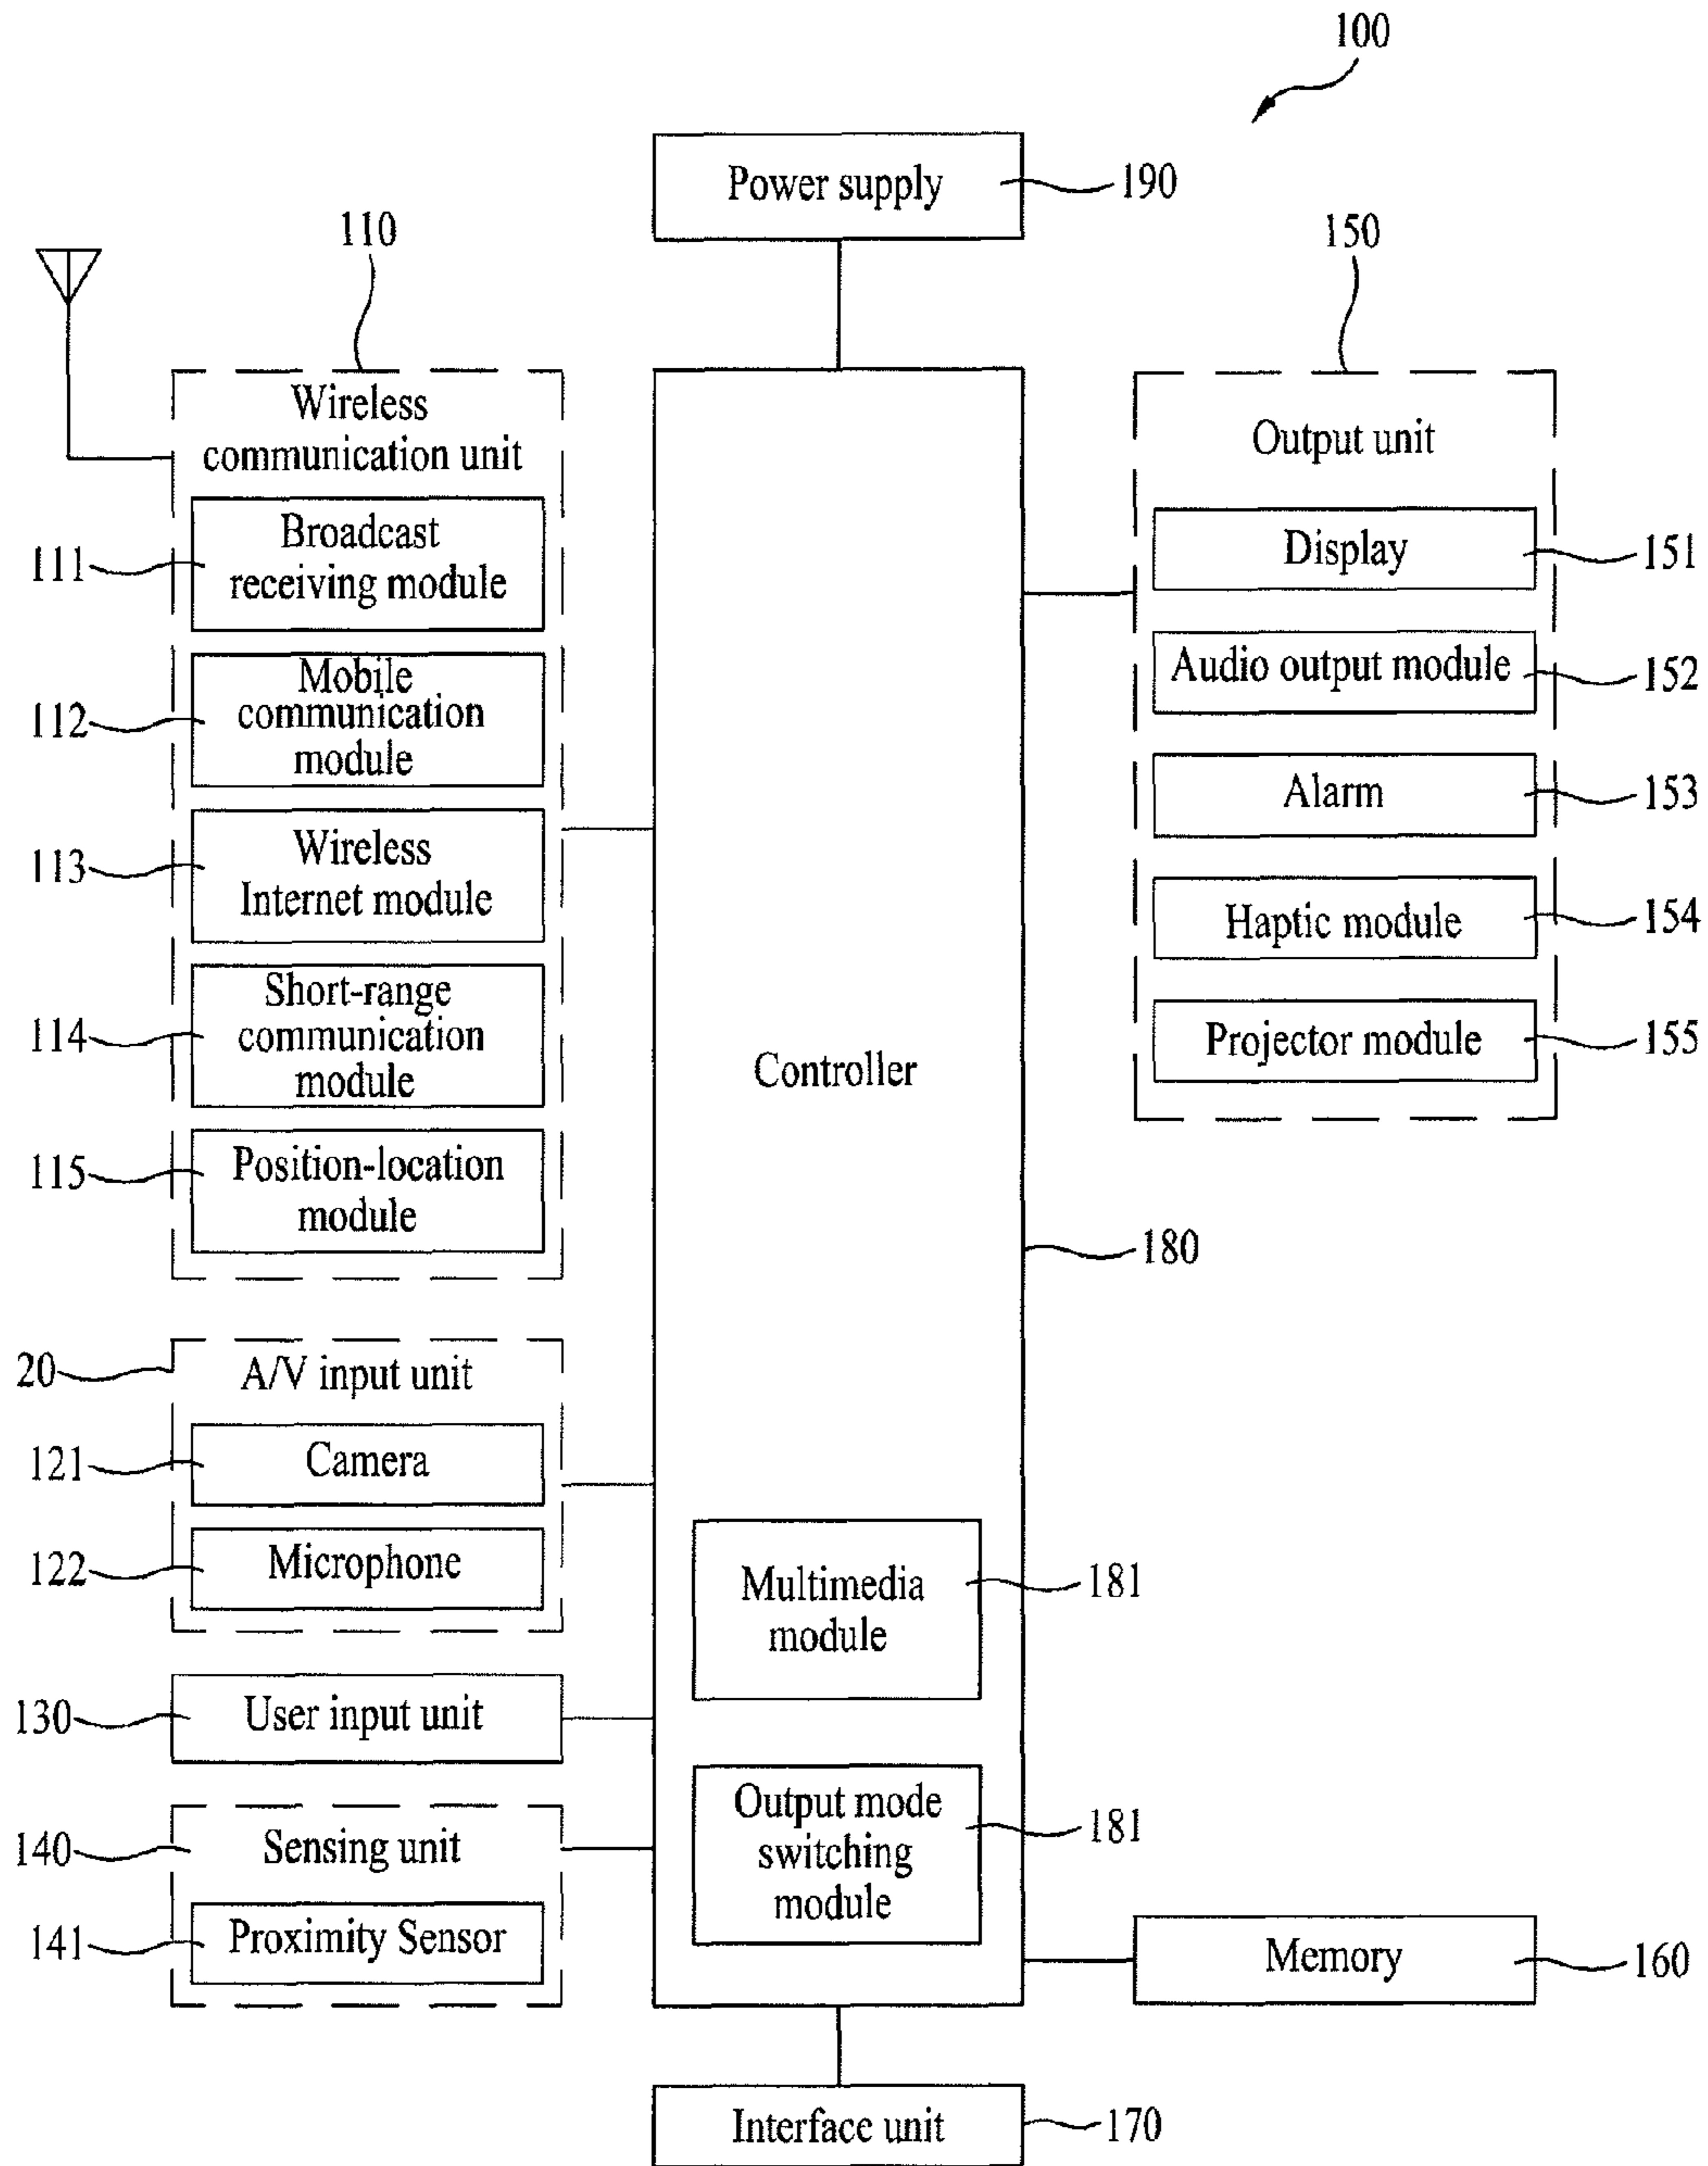 100
Power supply
190
110
150
Wireless
communication unit
Output unit
Broadcast
receiving module
111
Display
151
Mobile
communication
module
112
Audio output module
152
Wireless
Internet module
113
Alarm
153
Short-range
communication
module
114
Haptic module
154
Projector module
155
Position-location
module
115
Controller
180
20
A/V input unit
121
Camera
122
Microphone
Multimedia
module
181
130
User input unit
Output mode
switching
module
181
140
Sensing unit
141
Proximity Sensor
Memory
160
Interface unit
170